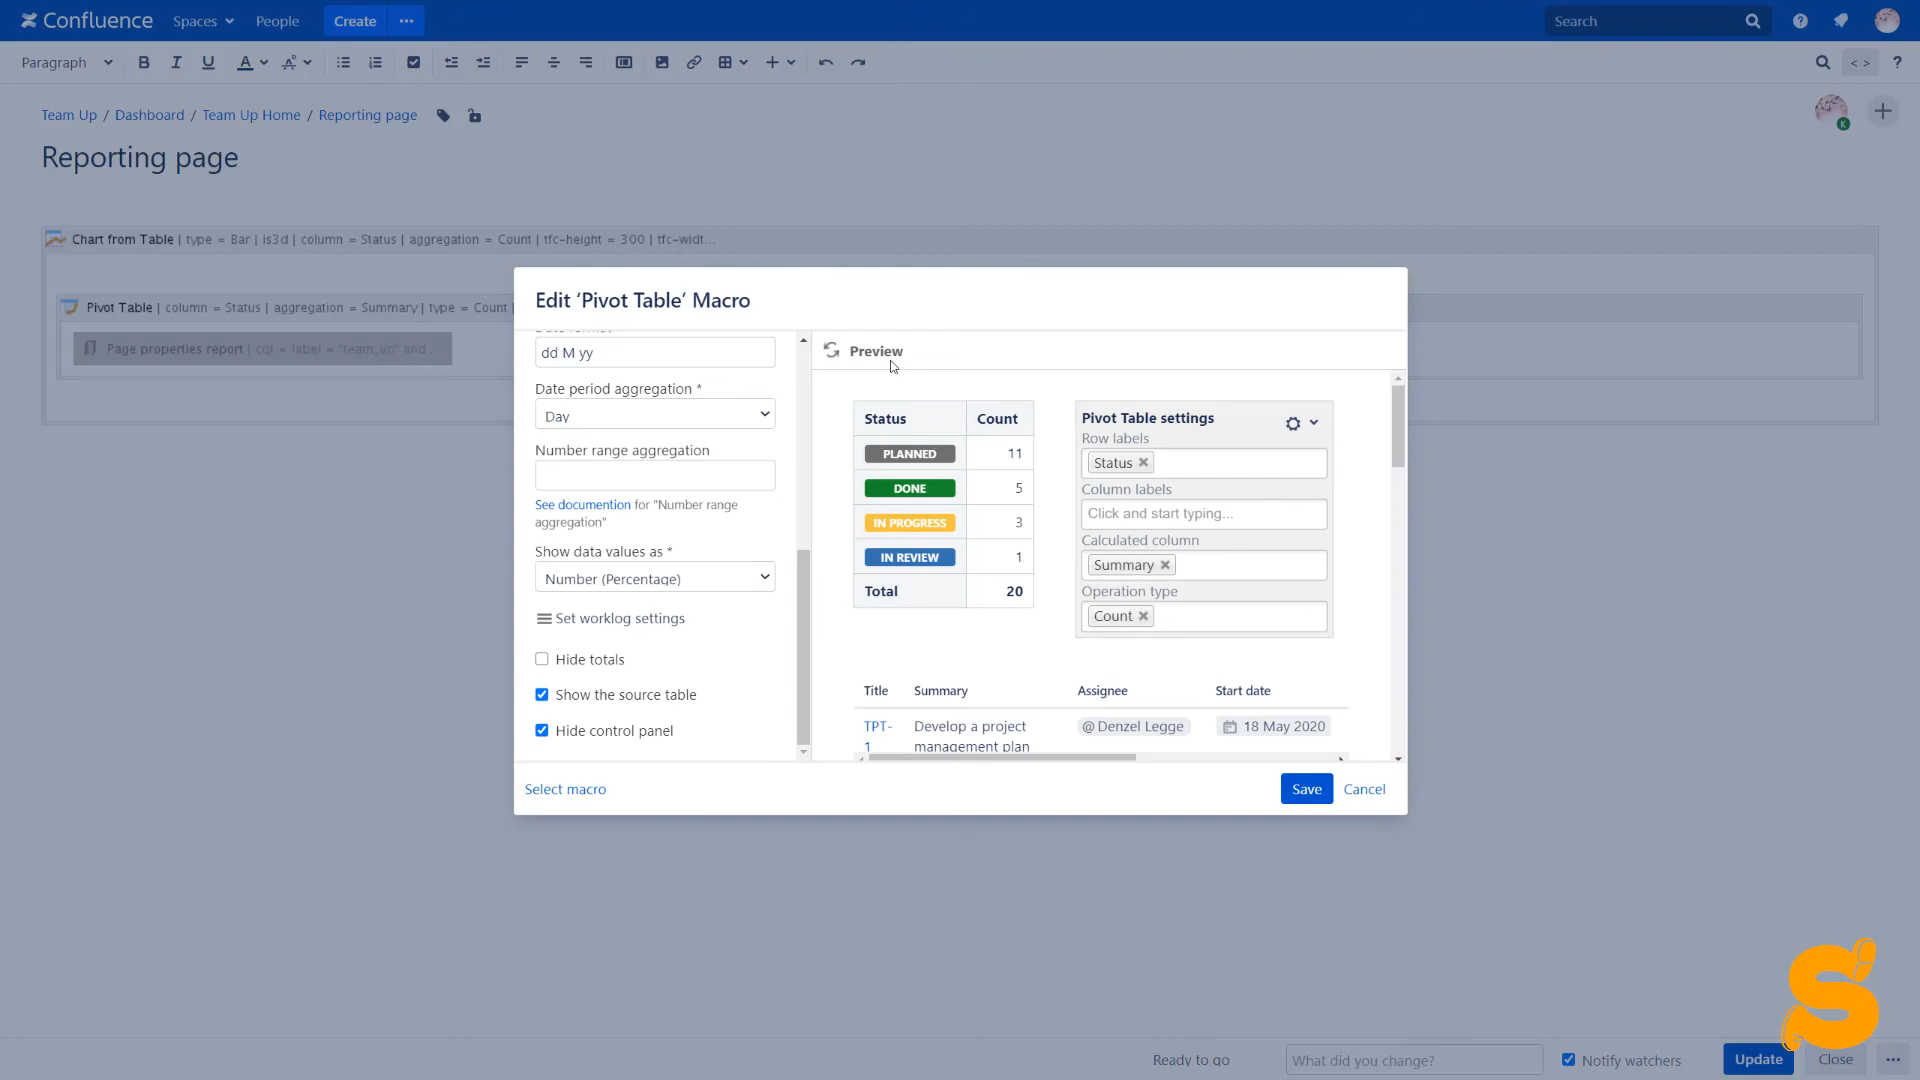 Confluence Spaces People Create ••• Search
Paragraph B I U A < > ?
Team Up / Dashboard / Team Up Home / Reporting page
K
Reporting page
Chart from Table | type = Bar | is3d | column = Status | aggregation = Count | tfc-height = 300 | tfc-widt...
Pivot Table | column = Status | aggregation = Summary | type = Count |
Page properties report | cql = label = "team_up" and...
Edit ‘Pivot Table’ Macro
Date format
dd M yy
Date period aggregation *
Day
Number range aggregation
See documention for "Number range
aggregation"
Show data values as *
Number (Percentage)
Set worklog settings
Hide totals
Show the source table
Hide control panel
Preview
Status Count
PLANNED 11
DONE 5
IN PROGRESS 3
IN REVIEW 1
Total 20
Pivot Table settings
Row labels
Status
Column labels
Click and start typing...
Calculated column
Summary
Operation type
Count
Title Summary Assignee Start date
TPT-
1
Develop a project
management plan
@ Denzel Legge
18 May 2020
Select macro Save Cancel
S
Ready to go What did you change? Notify watchers Update Close •••